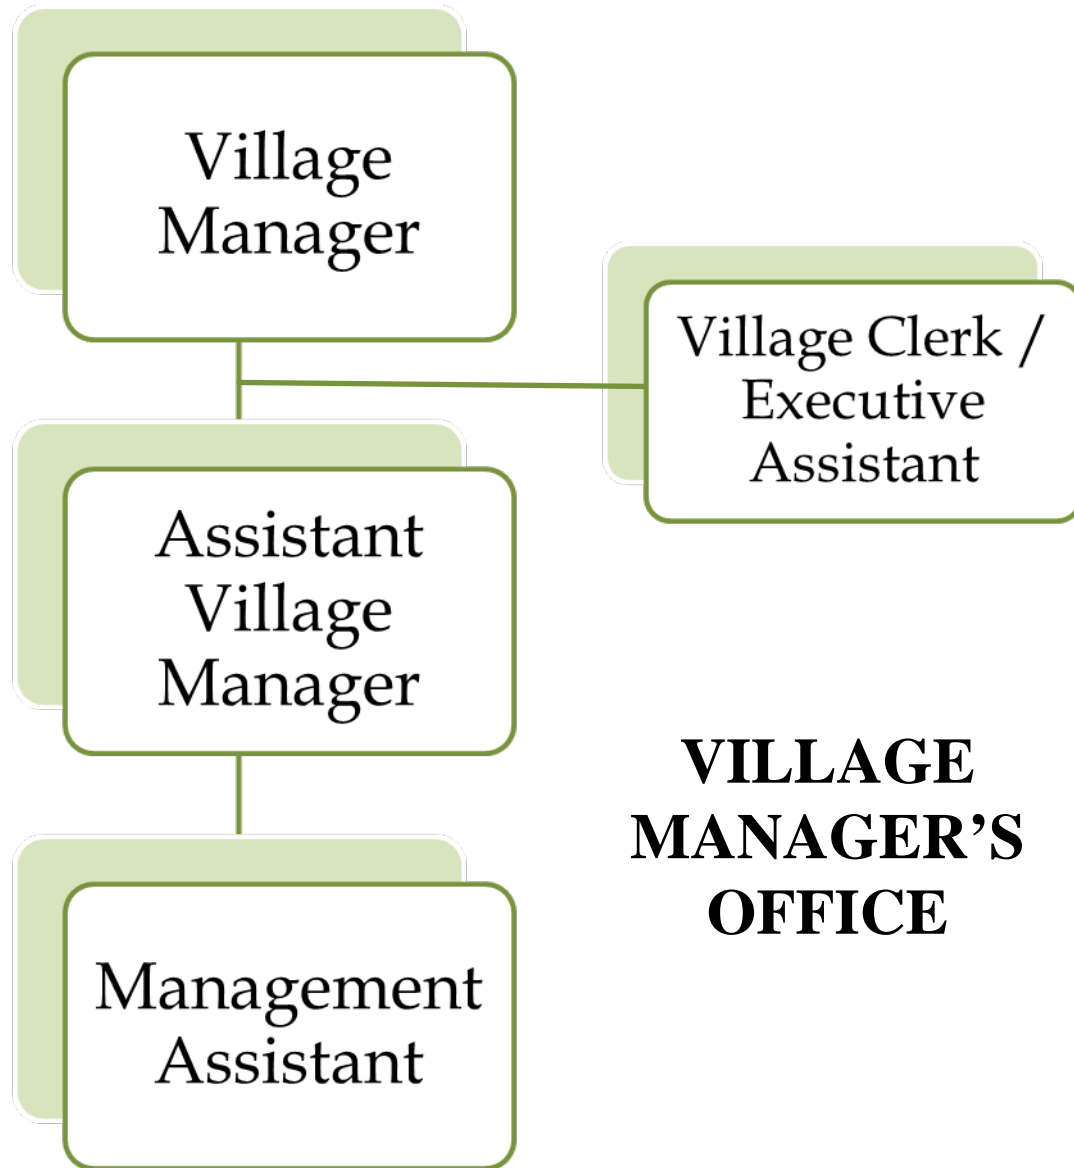 Village
Manager
Village Clerk /
Executive
Assistant
Assistant
Village
Manager
VILLAGE
MANAGER’S
OFFICE
Management
Assistant